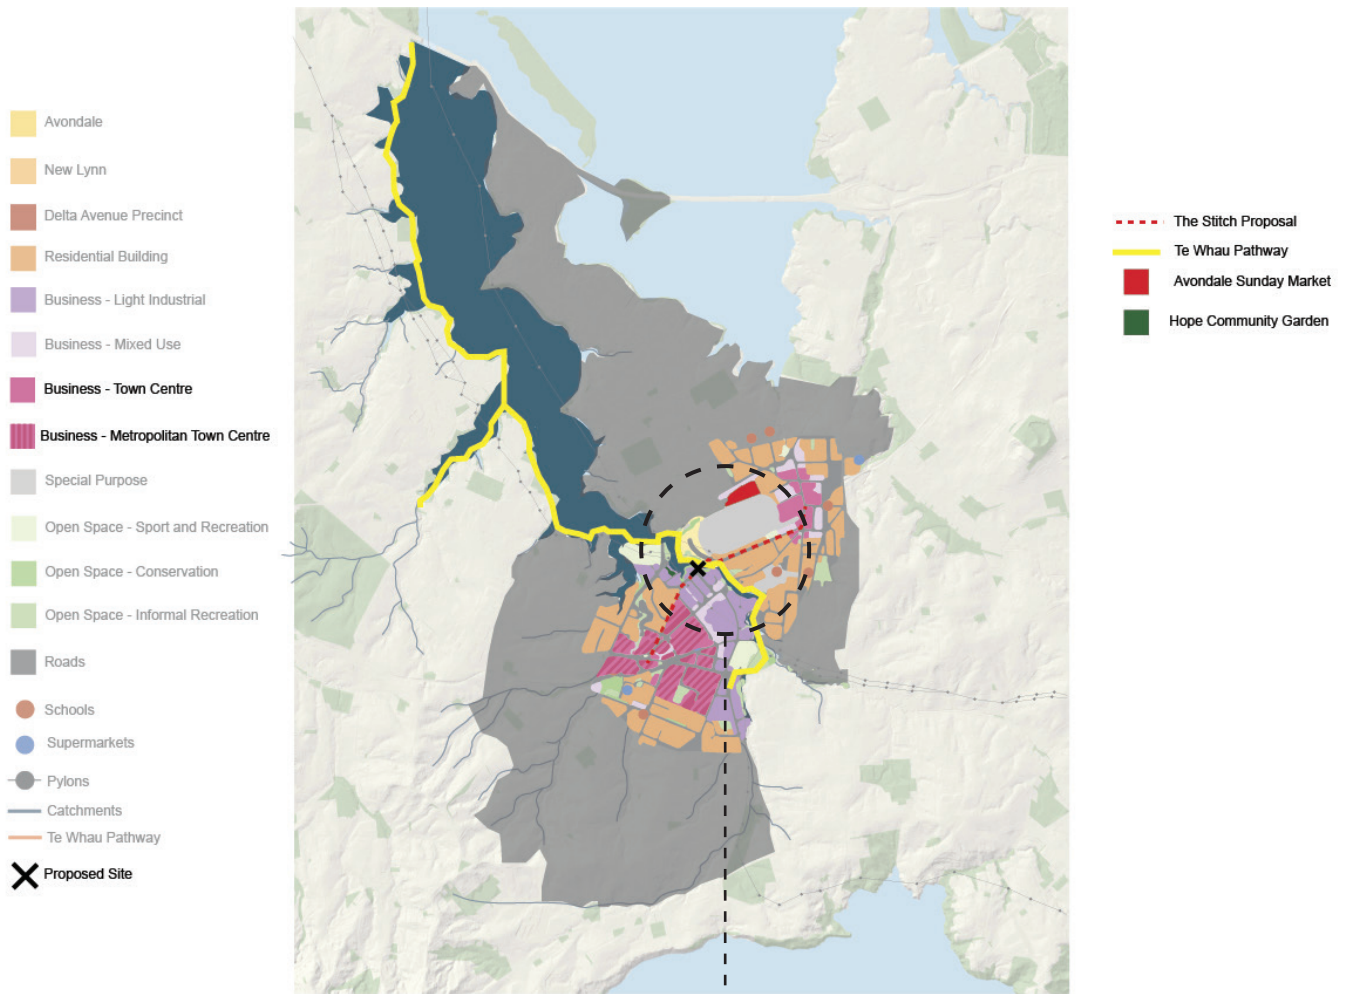 Avondale
New Lynn
Delta Avenue Precinct
Residential Building
Business - Light Industrial
Business - Mixed Use
Business - Town Centre
Business - Metropolitan Town Centre
Special Purpose
Open Space - Sport and Recreation
Open Space - Conservation
Open Space - Informal Recreation
Roads
Schools
Supermarkets
Pylons
Catchments
Te Whau Pathway
Proposed Site
The Stitch Proposal
Te Whau Pathway
Avondale Sunday Market
Hope Community Garden